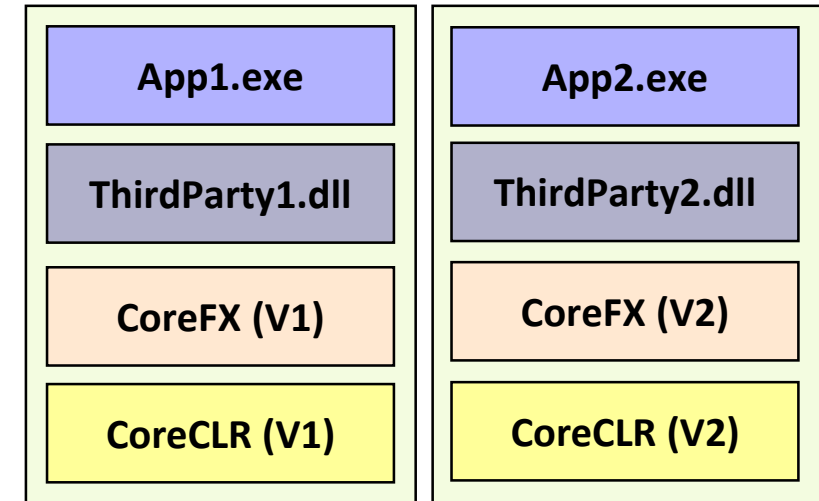 App1.exe
ThirdParty1.dll
CoreFX (V1)
CoreCLR (V1)
App2.exe
ThirdParty2.dll
CoreFX (V2)
CoreCLR (V2)